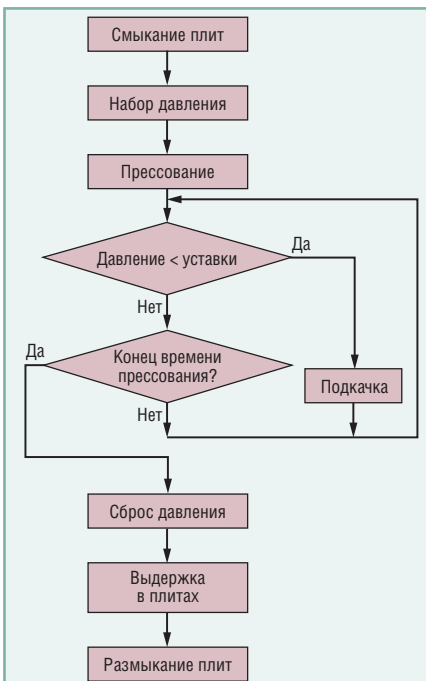 Смыкание плит
Набор давления
Прессование
Давление < уставки
Да
Нет
Да
Конец времени
прессования?
Подкачка
Нет
Сброс давления
Выдержка
в плитах
Размыкание плит